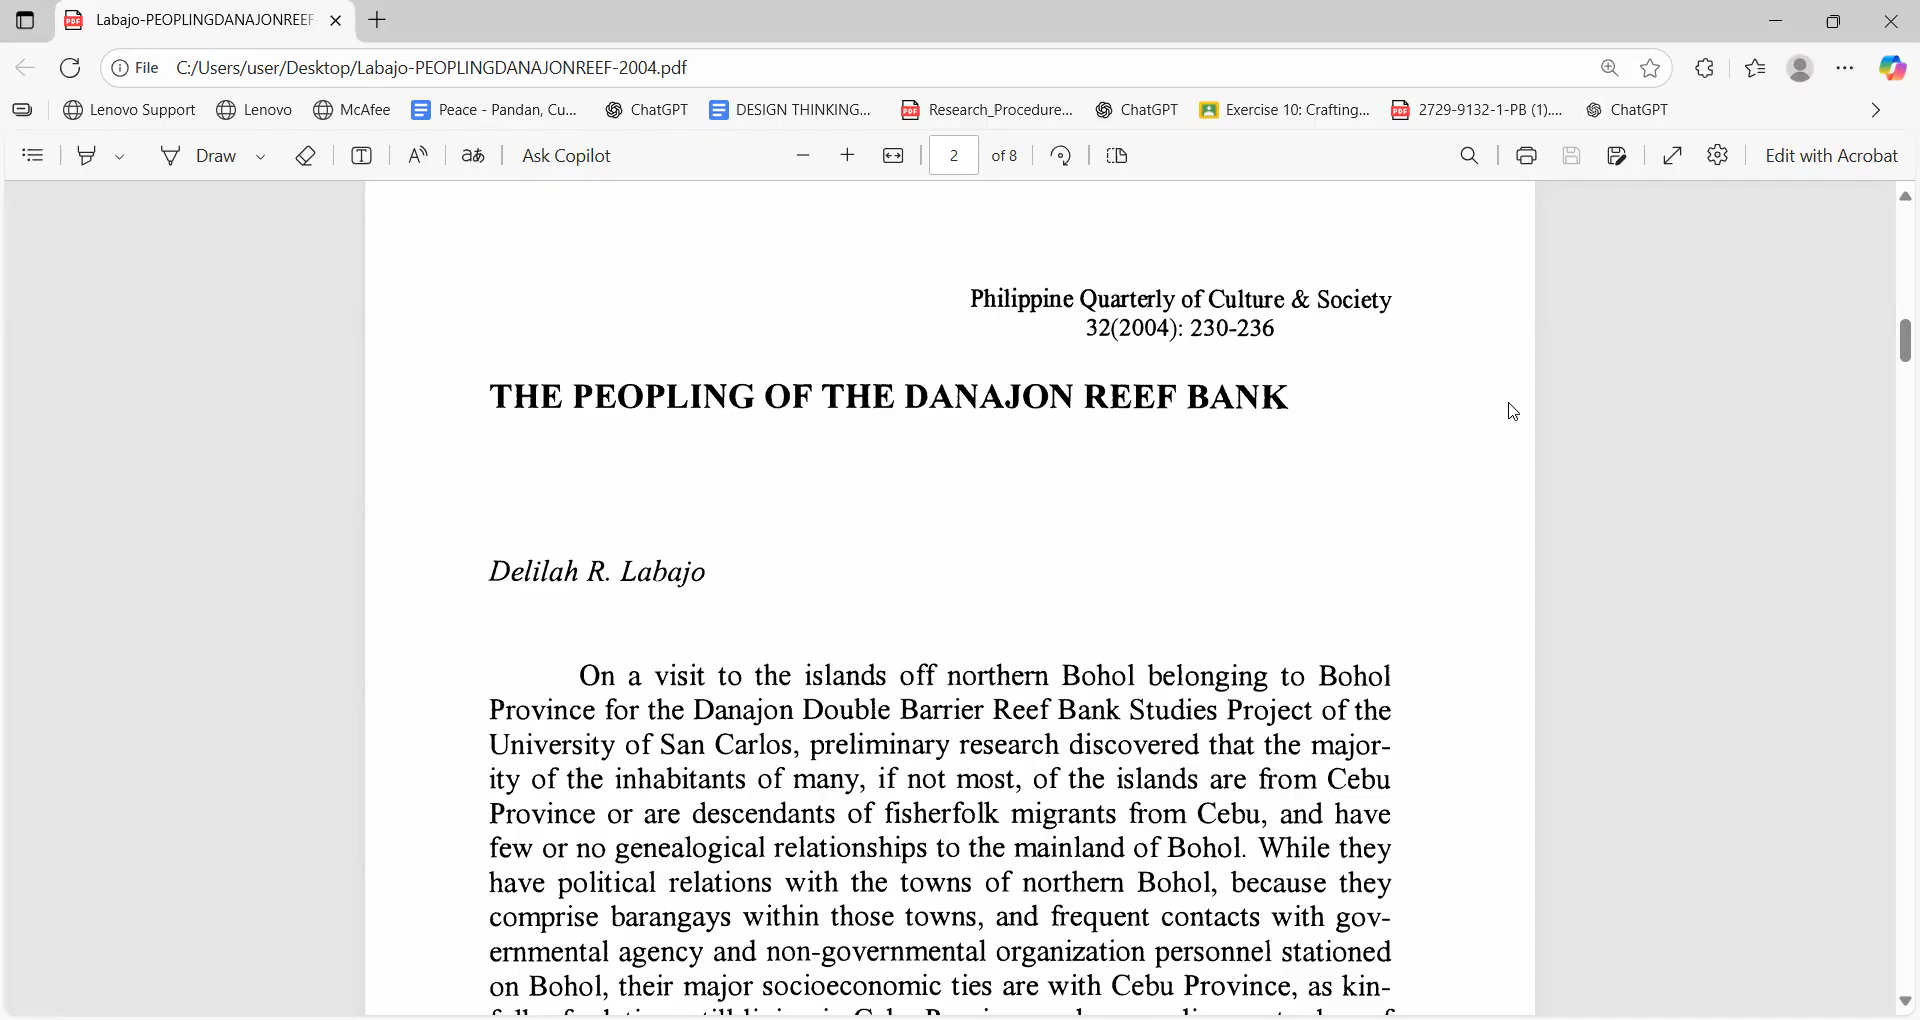 Labajo-PEOPLINGDANAJONREEF-
File C:/Users/user/Desktop/Labajo-PEOPLINGDANAJONREEF-2004.pdf
Lenovo Support Lenovo McAfee Peace - Pandan, Cu... ChatGPT DESIGN THINKING... Research_Procedure... ChatGPT Exercise 10: Crafting... 2729-9132-1-PB (1).... ChatGPT
Draw Ask Copilot 2 of 8 Edit with Acrobat
Philippine Quarterly of Culture & Society
32(2004): 230-236
THE PEOPLING OF THE DANAJON REEF BANK
Delilah R. Labajo
On a visit to the islands off northern Bohol belonging to Bohol
Province for the Danajon Double Barrier Reef Bank Studies Project of the
University of San Carlos, preliminary research discovered that the major-
ity of the inhabitants of many, if not most, of the islands are from Cebu
Province or are descendants of fisherfolk migrants from Cebu, and have
few or no genealogical relationships to the mainland of Bohol. While they
have political relations with the towns of northern Bohol, because they
comprise barangays within those towns, and frequent contacts with gov-
ernmental agency and non-governmental organization personnel stationed
on Bohol, their major socioeconomic ties are with Cebu Province, as kin-